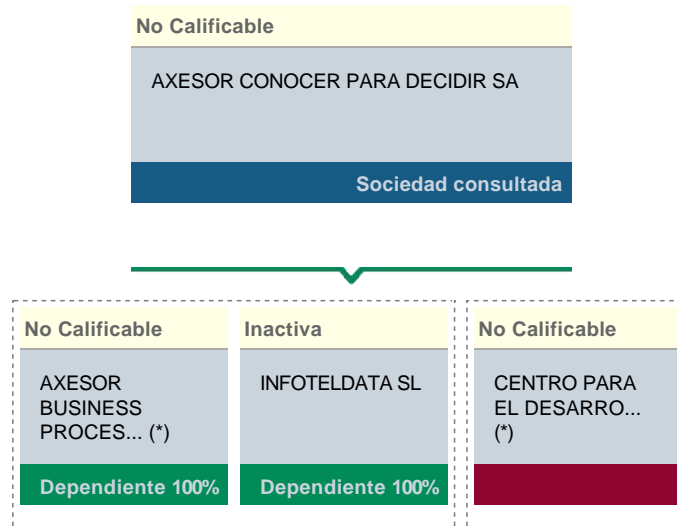 No Calificable
AXESOR CONOCER PARA DECIDIR SA
Sociedad consultada
No Calificable
AXESOR
BUSINESS
PROCES... (*)
Dependiente 100%
Inactiva
INFOTELDATA SL
Dependiente 100%
No Calificable
CENTRO PARA
EL DESARRO...
(*)